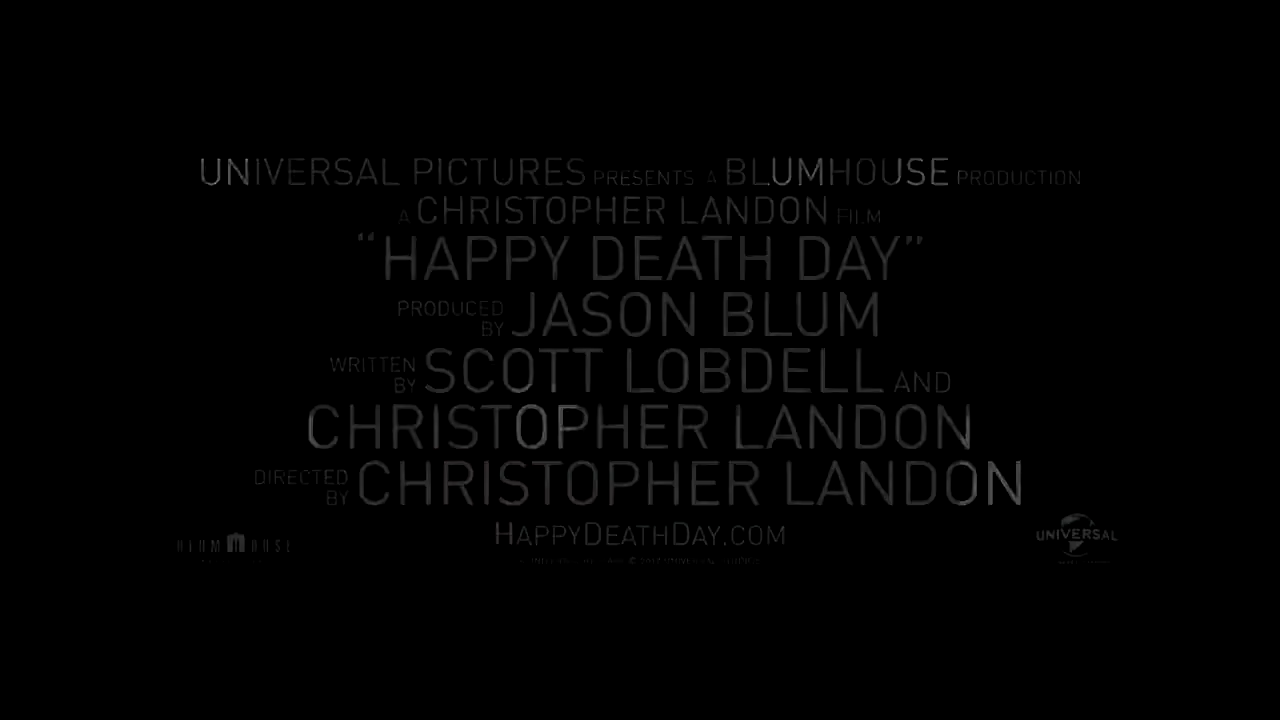 UNIVERSAL PICTURES PRESENTS A BLUMHOUSE PRODUCTION
A CHRISTOPHER LANDON FILM
“HAPPY DEATH DAY”
PRODUCED BY JASON BLUM
WRITTEN BY SCOTT LOBDELL AND
CHRISTOPHER LANDON
DIRECTED BY CHRISTOPHER LANDON
BLUMHOUSE
HAPPYDEATHDAY.COM
UNIVERSAL